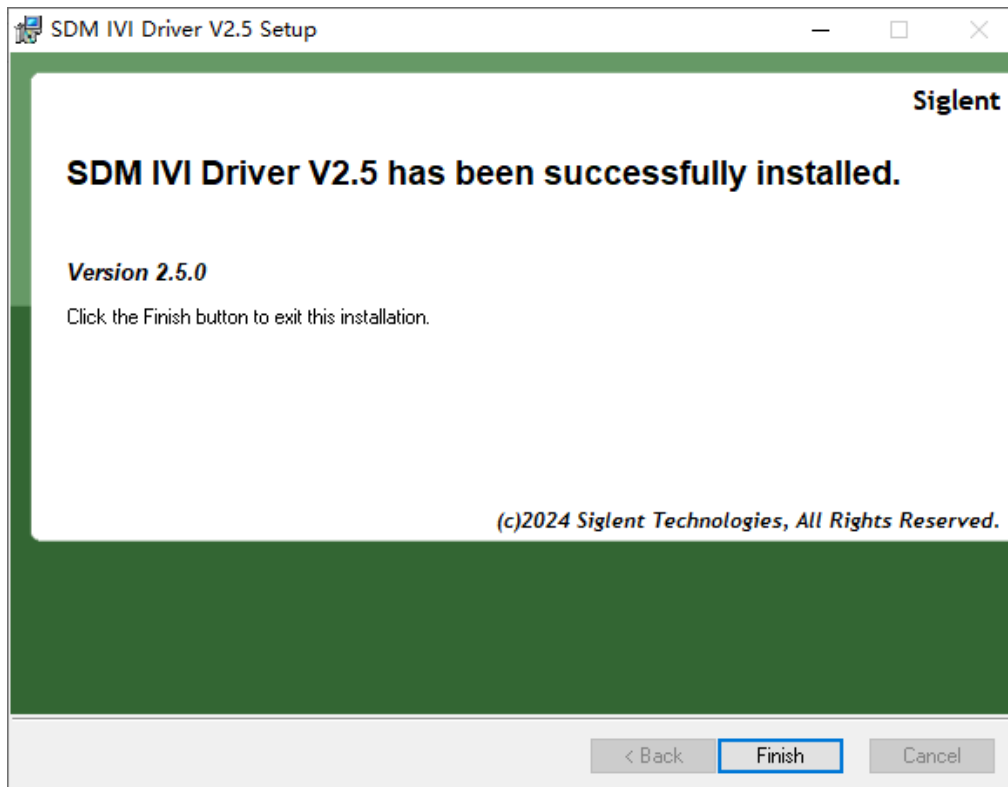 SDM IVI Driver V2.5 Setup
Siglent
SDM IVI Driver V2.5 has been successfully installed.
Version 2.5.0
Click the Finish button to exit this installation.
(c)2024 Siglent Technologies, All Rights Reserved.
< Back
Finish
Cancel